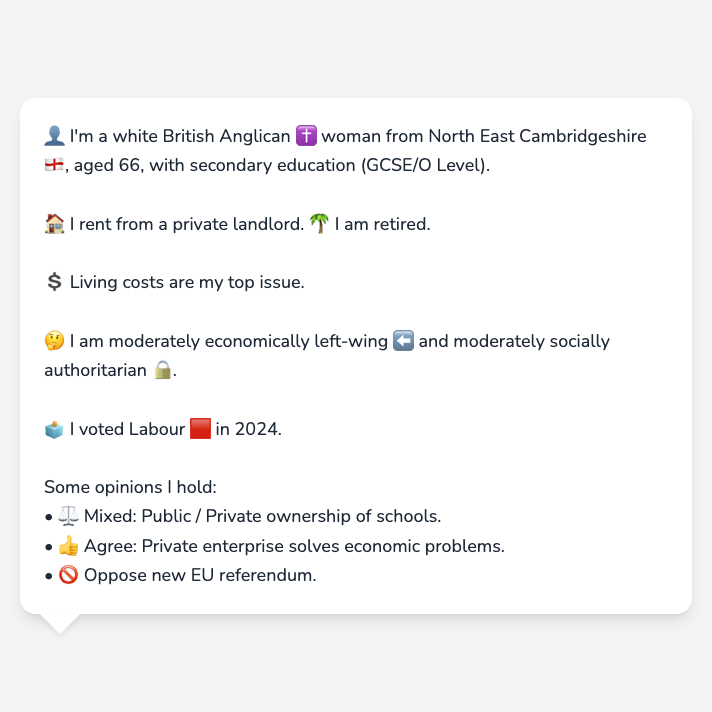 👤 I'm a white British Anglican ✝️ woman from North East Cambridgeshire
🏴󠁧󠁢󠁥󠁮󠁧󠁿, aged 66, with secondary education (GCSE/O Level).
🏠 I rent from a private landlord. 🌴 I am retired.
💲 Living costs are my top issue.
🤔 I am moderately economically left-wing ⬅️ and moderately socially
authoritarian 🔒.
🗳️ I voted Labour 🟥 in 2024.
Some opinions I hold:
• ⚖️ Mixed: Public / Private ownership of schools.
• 👍 Agree: Private enterprise solves economic problems.
• 🚫 Oppose new EU referendum.